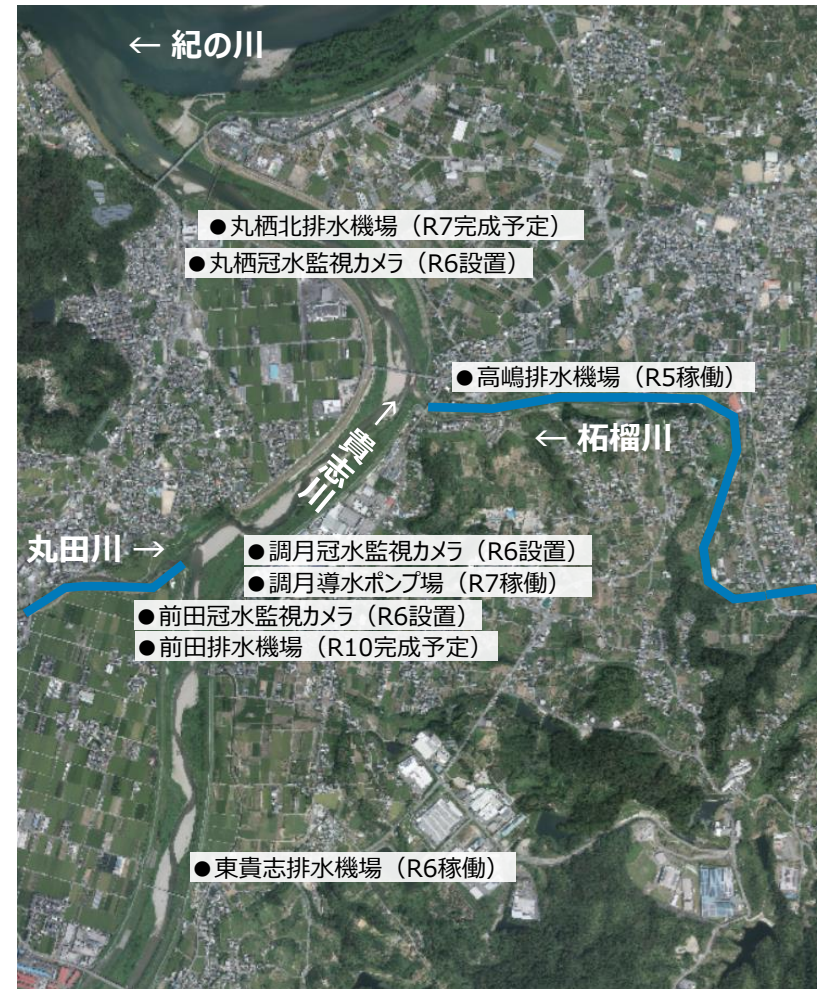 ← 紀の川
●丸栖北排水機場（R7完成予定）
●丸栖冠水監視カメラ（R6設置）
●高嶋排水機場（R5稼働）
← 柘榴川
→ 貴志川
丸田川 →
●調月冠水監視カメラ（R6設置）
●調月導水ポンプ場（R7稼働）
●前田冠水監視カメラ（R6設置）
●前田排水機場（R10完成予定）
●東貴志排水機場（R6稼働）